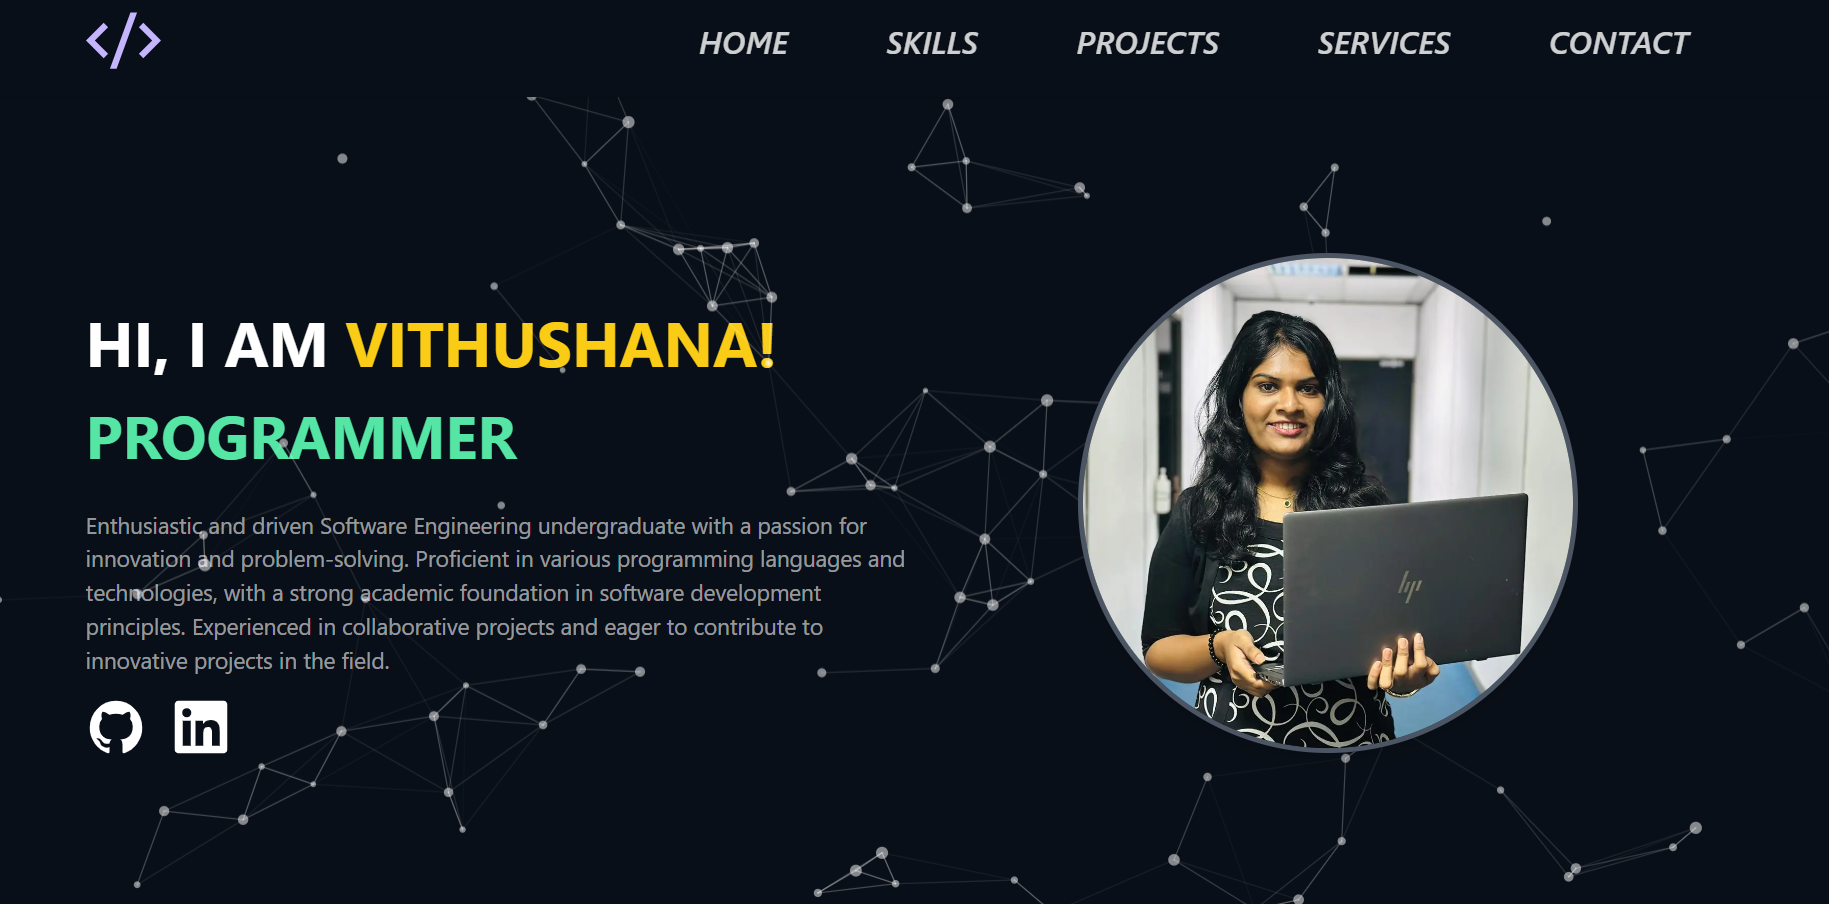 </>
HOME SKILLS PROJECTS SERVICES CONTACT
HI, I AM VITHUSHANA!
PROGRAMMER
Enthusiastic and driven Software Engineering undergraduate with a passion for
innovation and problem-solving. Proficient in various programming languages and
technologies, with a strong academic foundation in software development
principles. Experienced in collaborative projects and eager to contribute to
innovative projects in the field.
in
hp